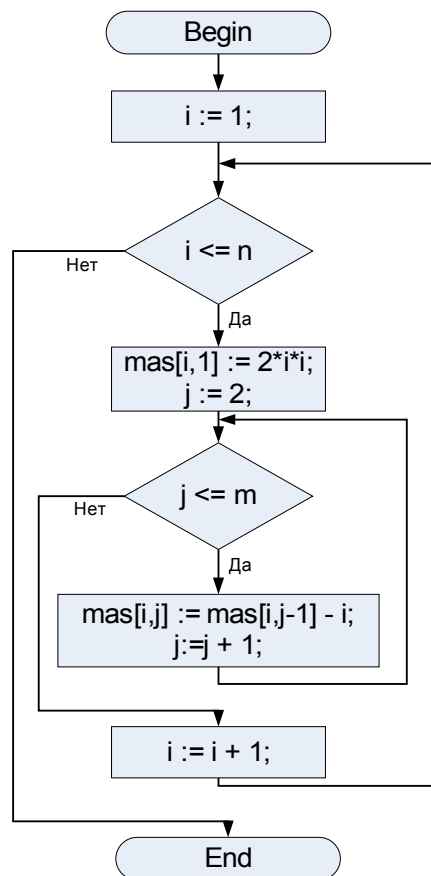 Begin
i := 1;
i <= n
Нет
Да
mas[i,1] := 2*i*i;
j := 2;
j <= m
Нет
Да
mas[i,j] := mas[i,j-1] - i;
j:=j + 1;
i := i + 1;
End